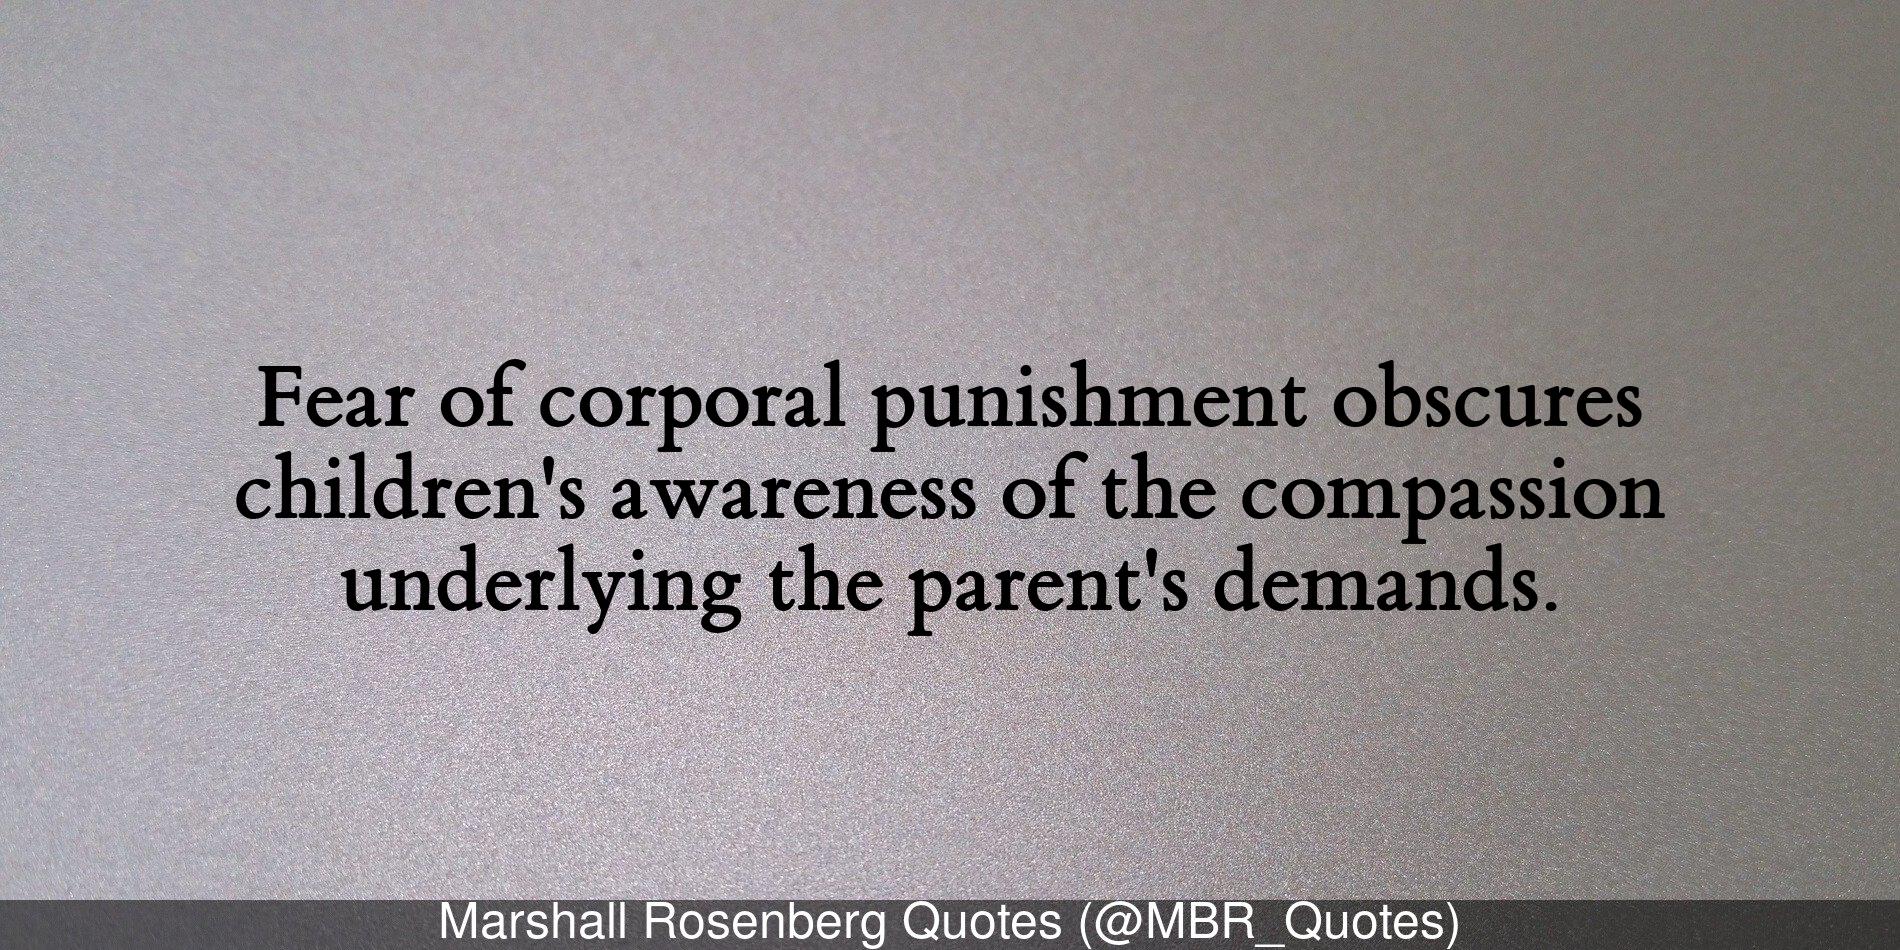 Fear of corporal punishment obscures
children's awareness of the compassion
underlying the parent's demands.
Marshall Rosenberg Quotes (@MBR_Quotes)